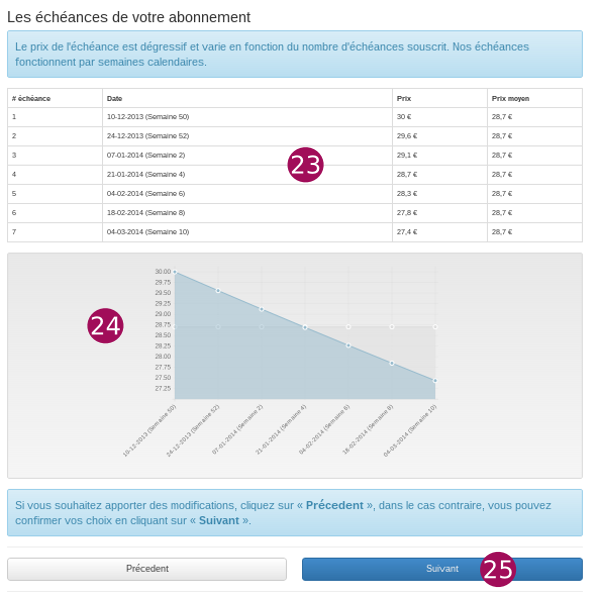 Les échéances de votre abonnement
Le prix de l'échéance est dégressif et varie en fonction du nombre d'échéances souscrit. Nos échéances
fonctionnent par semaines calendaires.
# échéance Date Prix Prix moyen
1 10-12-2013 (Semaine 50) 30 € 28,7 €
2 24-12-2013 (Semaine 52) 29,6 € 28,7 €
3 07-01-2014 (Semaine 2) 29,1 € 28,7 €
23
4 21-01-2014 (Semaine 4) 28,7 € 28,7 €
5 04-02-2014 (Semaine 6) 28,3 € 28,7 €
6 18-02-2014 (Semaine 8) 27,8 € 28,7 €
7 04-03-2014 (Semaine 10) 27,4 € 28,7 €
30.00
29.75
29.50
29.25
29.00
28.75
24
28.50
28.25
28.00
27.75
27.50
27.25
10-12-2013 (Semaine 50)
24-12-2013 (Semaine 52)
07-01-2014 (Semaine 2)
21-01-2014 (Semaine 4)
04-02-2014 (Semaine 6)
18-02-2014 (Semaine 8)
04-03-2014 (Semaine 10)
Si vous souhaitez apporter des modifications, cliquez sur « Précedent », dans le cas contraire, vous pouvez
confirmer vos choix en cliquant sur « Suivant ».
Précedent Suivant 25